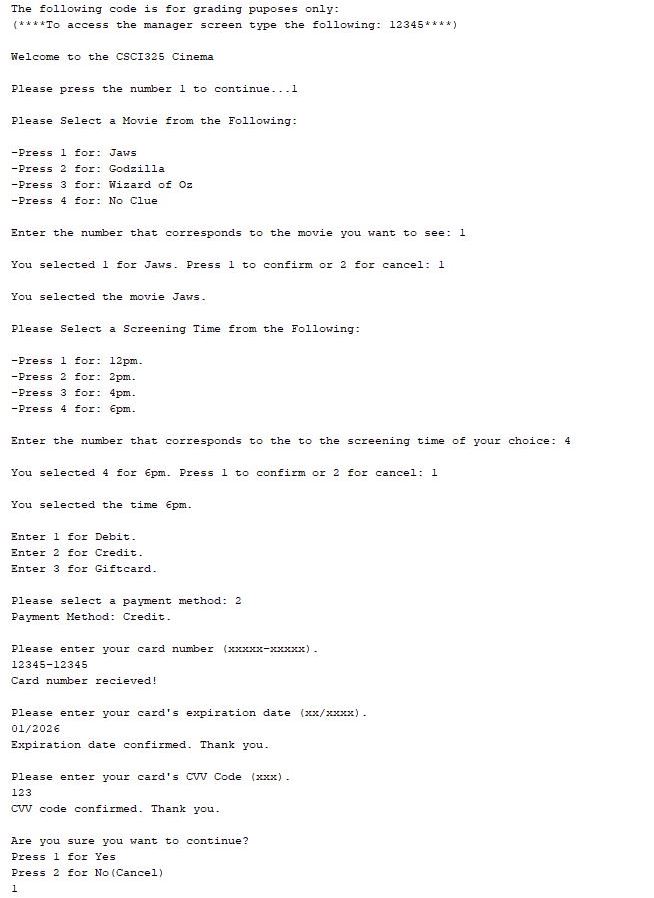 The following code is for grading puposes only:
(****To access the manager screen type the following: 12345****)
Welcome to the CSCI325 Cinema
Please press the number 1 to continue...1
Please Select a Movie from the Following:
-Press 1 for: Jaws
-Press 2 for: Godzilla
-Press 3 for: Wizard of Oz
-Press 4 for: No Clue
Enter the number that corresponds to the movie you want to see: 1
You selected 1 for Jaws. Press 1 to confirm or 2 for cancel: 1
You selected the movie Jaws.
Please Select a Screening Time from the Following:
-Press 1 for: 12pm.
-Press 2 for: 2pm.
-Press 3 for: 4pm.
-Press 4 for: 6pm.
Enter the number that corresponds to the to the screening time of your choice: 4
You selected 4 for 6pm. Press 1 to confirm or 2 for cancel: 1
You selected the time 6pm.
Enter 1 for Debit.
Enter 2 for Credit.
Enter 3 for Giftcard.
Please select a payment method: 2
Payment Method: Credit.
Please enter your card number (xxxxx-xxxxx).
12345-12345
Card number recieved!
Please enter your card's expiration date (xx/xxxx).
01/2026
Expiration date confirmed. Thank you.
Please enter your card's CVV Code (xxx).
123
CVV code confirmed. Thank you.
Are you sure you want to continue?
Press 1 for Yes
Press 2 for No(Cancel)
1